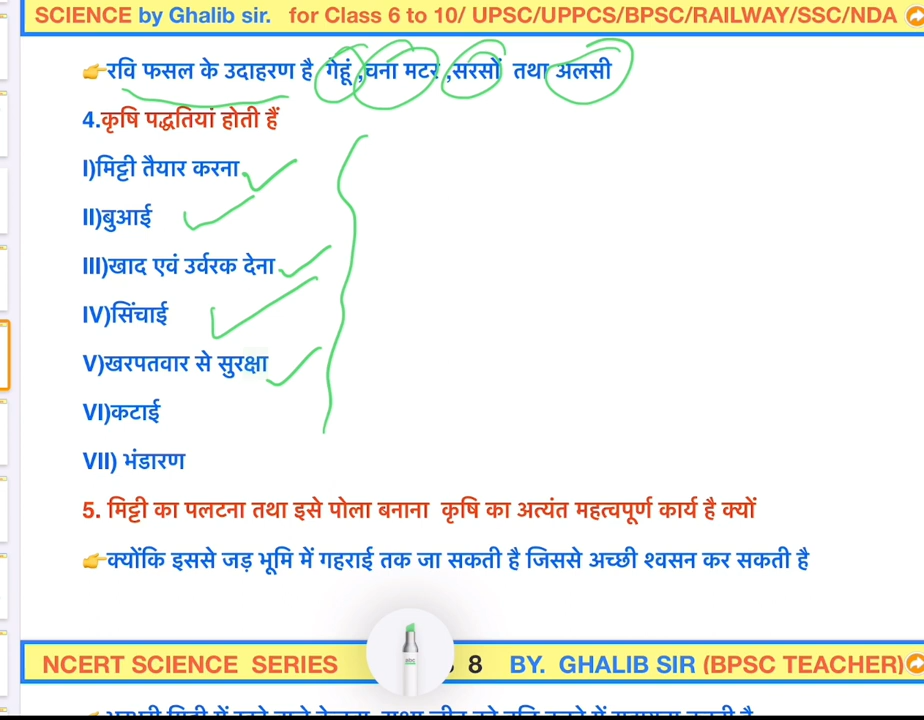 SCIENCE by Ghalib sir. for Class 6 to 10/ UPSC/UPPCS/BPSC/RAILWAY/SSC/NDA
👉रवि फसल के उदाहरण है गेहूं ,चना मटर ,सरसों तथा अलसी
4.कृषि पद्धतियां होती हैं
I)मिट्टी तैयार करना
II)बुआई
III)खाद एवं उर्वरक देना
IV)सिंचाई
V)खरपतवार से सुरक्षा
VI)कटाई
VII) भंडारण
5. मिट्टी का पलटना तथा इसे पोला बनाना कृषि का अत्यंत महत्वपूर्ण कार्य है क्यों
👉क्योंकि इससे जड़ भूमि में गहराई तक जा सकती है जिससे अच्छी श्वसन कर सकती है
NCERT SCIENCE SERIES 8 BY. GHALIB SIR (BPSC TEACHER)